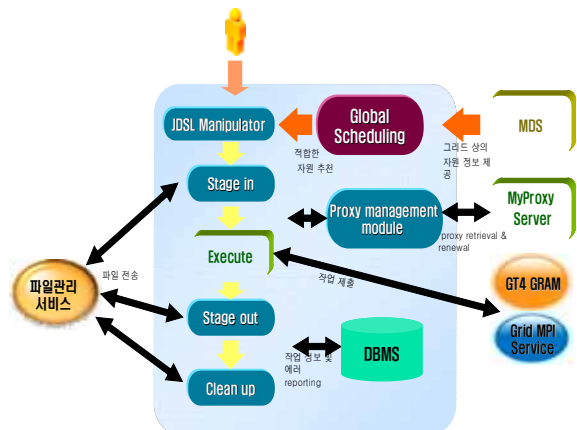 JDSL Manipulator
Global
Scheduling
MDS
적합한
자원 추천
그리드 상의
자원 정보 제
공
Stage in
Proxy management
module
MyProxy
Server
proxy retrieval &
renewal
Execute
파일 전송
작업 제출
파일관리
서비스
GT4 GRAM
Stage out
Grid MPI
Service
DBMS
작업 정보 및
에러
reporting
Clean up